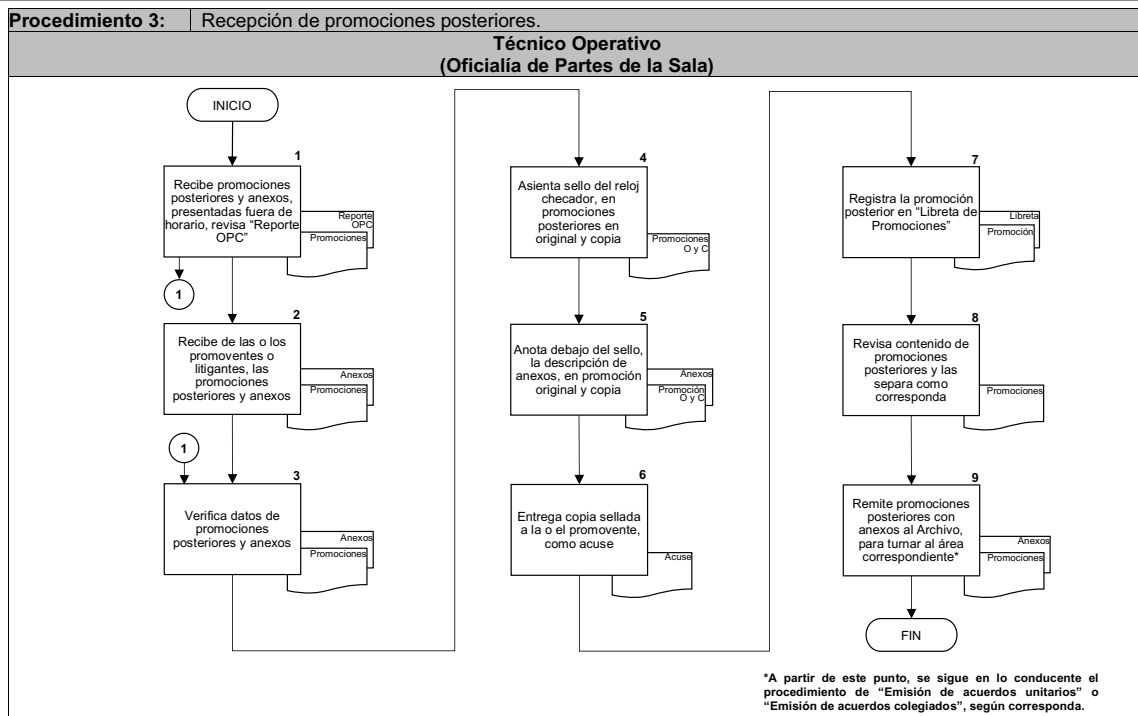 Procedimiento 3: Recepción de promociones posteriores.
Técnico Operativo
(Oficialía de Partes de la Sala)
INICIO
1
Recibe promociones
posteriores y anexos,
presentadas fuera de
horario, revisa “Reporte
OPC”
Reporte
OPC
Promociones
1
2
Recibe de las o los
promoventes o
litigantes, las
promociones
posteriores y anexos
Anexos
Promociones
1
3
Verifica datos de
promociones
posteriores y anexos
Anexos
Promociones
4
Asienta sello del reloj
checador, en
promociones
posteriores en
original y copia
Promociones
O y C
5
Anota debajo del sello,
la descripción de
anexos, en promoción
original y copia
Anexos
Promoción
O y C
6
Entrega copia sellada
a la o el promovente,
como acuse
Acuse
7
Registra la promoción
posterior en “Libreta de
Promociones”
Libreta
Promoción
8
Revisa contenido de
promociones
posteriores y las
separa como
corresponda
Promociones
9
Remite promociones
posteriores con
anexos al Archivo,
para turnar al área
correspondiente*
Anexos
Promociones
FIN
*A partir de este punto, se sigue en lo conducente el
procedimiento de “Emisión de acuerdos unitarios” o
“Emisión de acuerdos colegiados”, según corresponda.